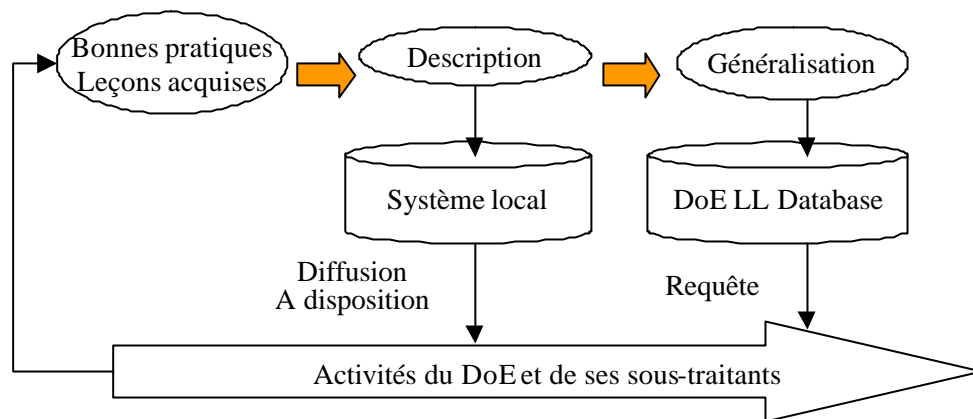 Bonnes pratiques
Leçons acquises
Description
Généralisation
Système local
DoE LL Database
Diffusion
A disposition
Requête
Activités du DoE et de ses sous-traitants